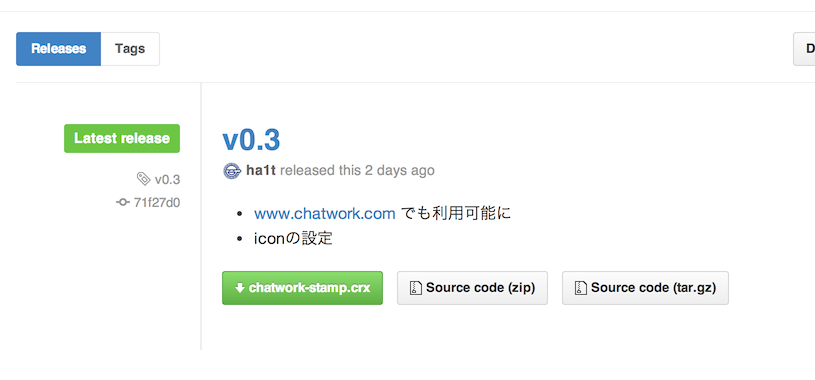 Releases Tags D
Latest release
v0.3
71f27d0
v0.3
ha1t released this 2 days ago
www.chatwork.com でも利用可能に
iconの設定
chatwork-stamp.crx Source code (zip) Source code (tar.gz)